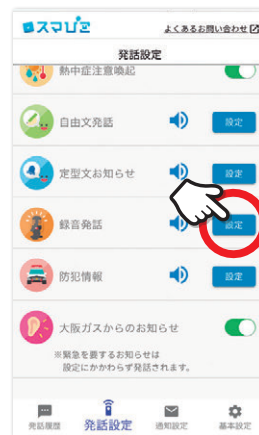 スマぴこ
よくあるお問い合わせ
発話設定
熱中症注意喚起
自由文発話
設定
定型文お知らせ
設定
録音発話
設定
防犯情報
設定
大阪ガスからのお知らせ
※緊急を要するお知らせは
設定にかかわらず発話されます。
発話履歴
発話設定
通知設定
基本設定